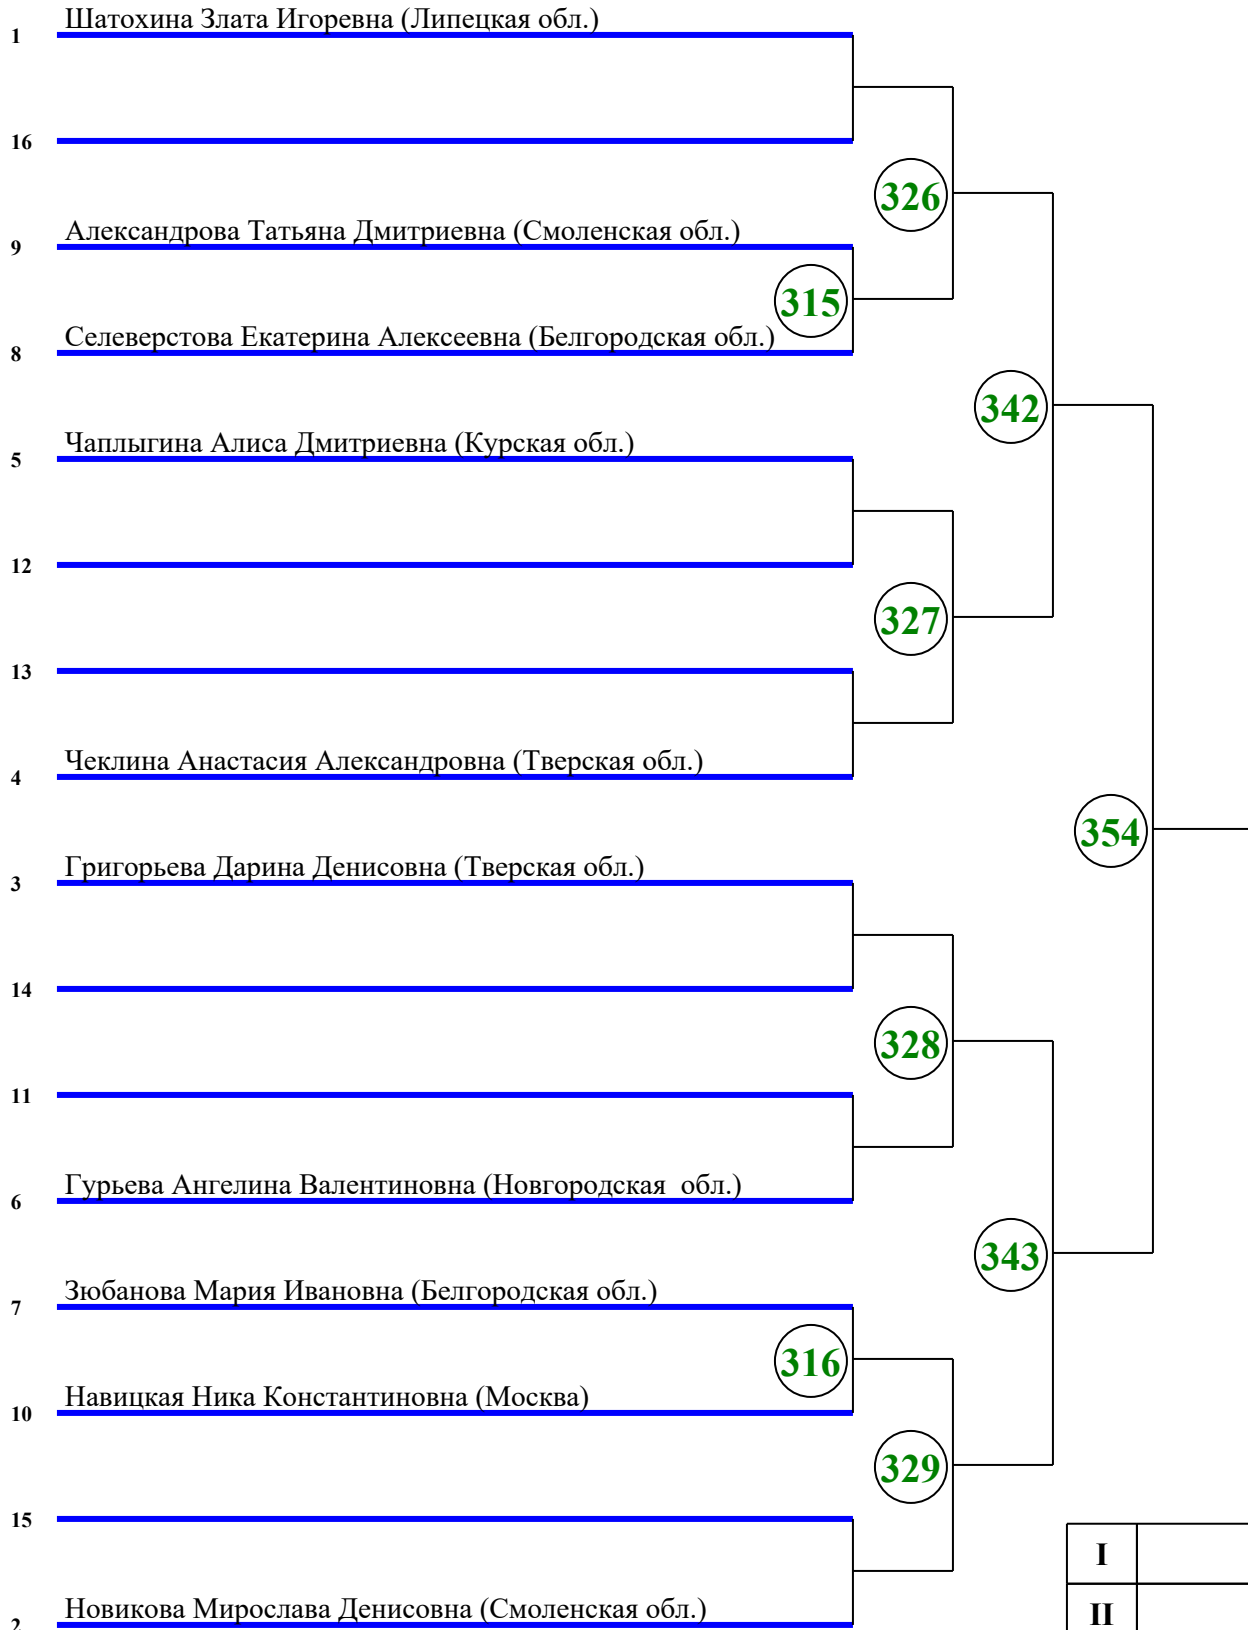 Шатохина Злата Игоревна (Липецкая обл.)
1
16
326
Александрова Татьяна Дмитриевна (Смоленская обл.)
9
315
Селеверстова Екатерина Алексеевна (Белгородская обл.)
8
342
Чаплыгина Алиса Дмитриевна (Курская обл.)
5
12
327
13
Чеклина Анастасия Александровна (Тверская обл.)
4
354
Григорьева Дарина Денисовна (Тверская обл.)
3
14
328
11
Гурьева Ангелина Валентиновна (Новгородская  обл.)
6
343
Зюбанова Мария Ивановна (Белгородская обл.)
7
316
Навицкая Ника Константиновна (Москва)
10
329
15
I
Новикова Мирослава Денисовна (Смоленская обл.)
2
II